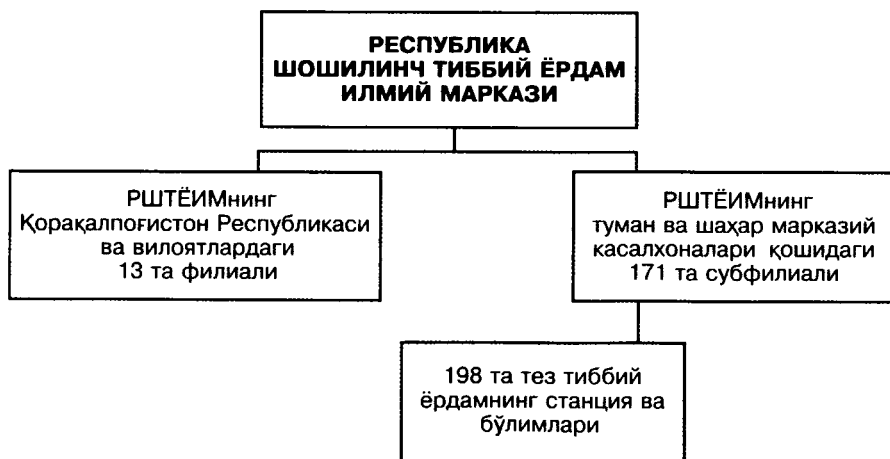 РЕСПУБЛИКА
ШОШИЛИНЧ ТИББИЙ ЁРДАМ
ИЛМИЙ МАРКАЗИ
РШТЁИМнинг
Қорақалпоғистон Республикаси
ва вилоятлардаги
13 та филиали
РШТЁИМнинг
туман ва шаҳар марказий
касалхоналари қошидаги
171 та субфилиали
198 та тез тиббий
ёрдамнинг станция ва
бўлимлари